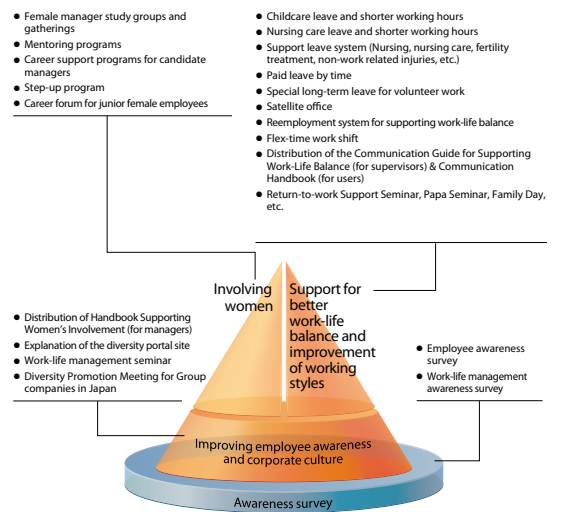 ● Female manager study groups and
gatherings
● Mentoring programs
● Career support programs for candidate
managers
● Step-up program
● Career forum for junior female employees
● Childcare leave and shorter working hours
● Nursing care leave and shorter working hours
● Support leave system (Nursing, nursing care, fertility
treatment, non-work related injuries, etc.)
● Paid leave by time
● Special long-term leave for volunteer work
● Satellite office
● Reemployment system for supporting work-life balance
● Flex-time work shift
● Distribution of the Communication Guide for Supporting
Work-Life Balance (for supervisors) & Communication
Handbook (for users)
● Return-to-work Support Seminar, Papa Seminar, Family Day,
etc.
Involving
women
Support for
better
work-life
balance and
improvement
of working
styles
● Distribution of Handbook Supporting
Women's Involvement (for managers)
● Explanation of the diversity portal site
● Work-life management seminar
● Diversity Promotion Meeting for Group
companies in Japan
● Employee awareness
survey
● Work-life management
awareness survey
Improving employee awareness
and corporate culture
Awareness survey